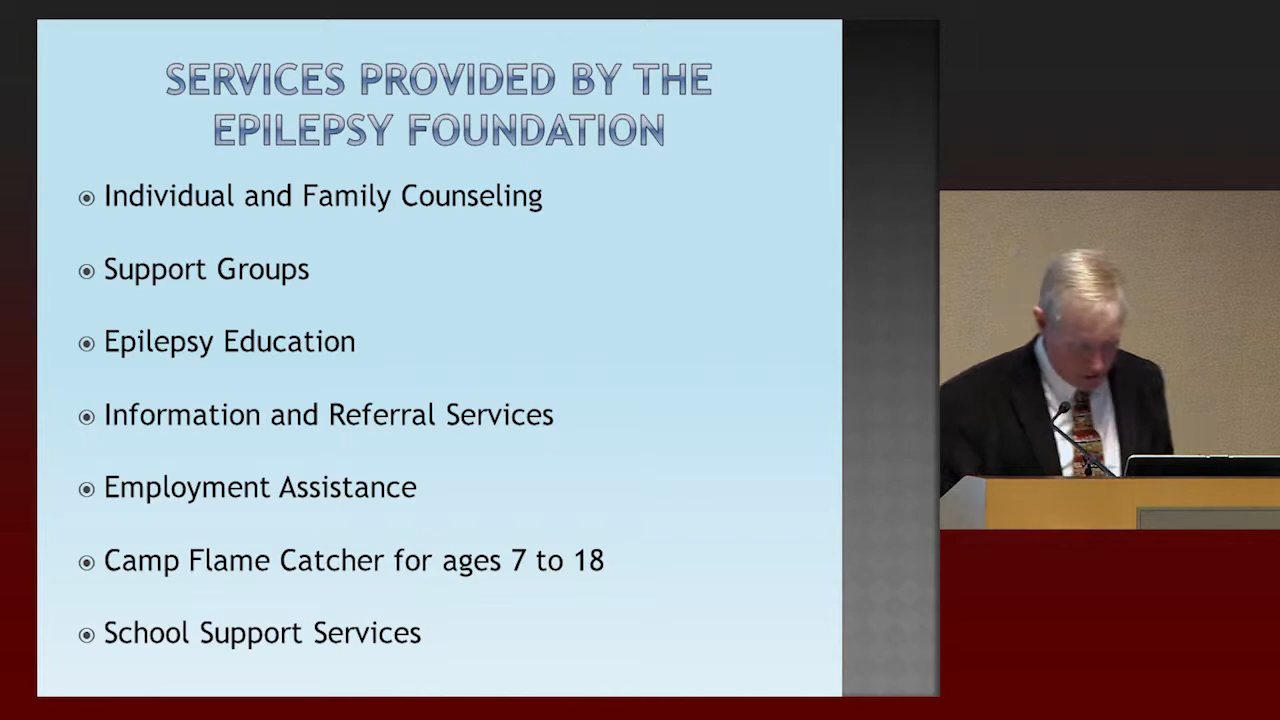 SERVICES PROVIDED BY THE
EPILEPSY FOUNDATION
Individual and Family Counseling
Support Groups
Epilepsy Education
Information and Referral Services
Employment Assistance
Camp Flame Catcher for ages 7 to 18
School Support Services